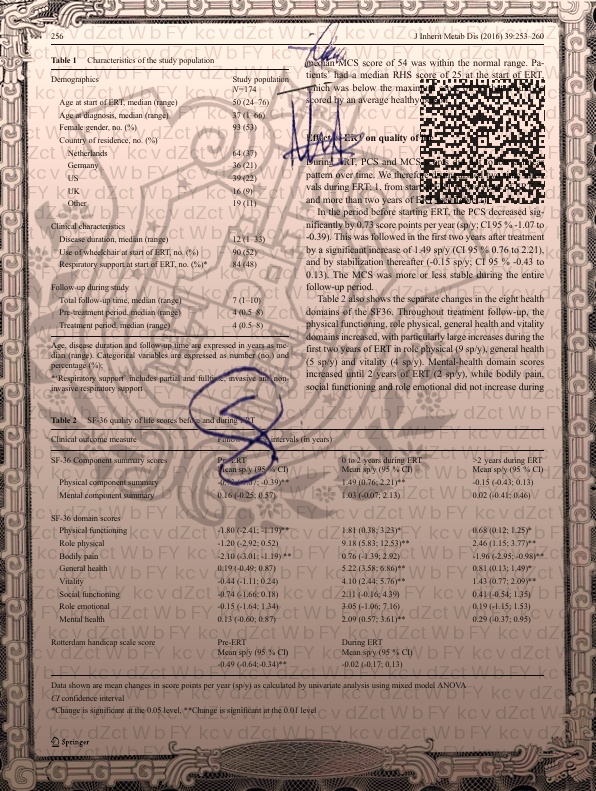 256
J Inherit Metab Dis (2016) 39:253–260
Table 1 Characteristics of the study population
Demographics
Study population
N=174
Age at start of ERT, median (range) 50 (24–76)
Age at diagnosis, median (range) 37 (1–66)
Female gender, no. (%) 93 (53)
Country of residence, no. (%)
Netherlands 64 (37)
Germany 36 (21)
US 39 (22)
UK 16 (9)
Other 19 (11)
Clinical characteristics
Disease duration, median (range) 12 (1–33)
Use of wheelchair at start of ERT, no. (%) 90 (52)
Respiratory support at start of ERT, no. (%)* 84 (48)
Follow-up during study
Total follow-up time, median (range) 7 (1–10)
Pre-treatment period, median (range) 4 (0.5–8)
Treatment period, median (range) 4 (0.5–8)
Age, disease duration and follow-up time are expressed in years as me-
dian (range). Categorical variables are expressed as number (no.) and
percentage (%);
* Respiratory support includes partial and fulltime, invasive and non-
invasive respiratory support
median MCS score of 54 was within the normal range. Pa-
tients' had a median RHS score of 25 at the start of ERT,
which was below the
scored by an average healthy
Effect of ERT on quality of
During ERT, PCS and MCS
pattern over time. We therefore
vals during ERT: 1, from start
and more than two years of
In the period before starting ERT, the PCS decreased sig-
nificantly by 0.73 score points per year (sp/y; CI 95 % -1.07 to
-0.39). This was followed in the first two years after treatment
by a significant increase of 1.49 sp/y (CI 95 % 0.76 to 2.21),
and by stabilization thereafter (-0.15 sp/y; CI 95 % -0.43 to
0.13). The MCS was more or less stable during the entire
follow-up period.
Table 2 also shows the separate changes in the eight health
domains of the SF36. Throughout treatment follow-up, the
physical functioning, role physical, general health and vitality
domains increased, with particularly large increases during the
first two years of ERT in role physical (9 sp/y), general health
(5 sp/y) and vitality (4 sp/y). Mental-health domain scores
increased until 2 years of ERT (2 sp/y), while bodily pain,
social functioning and role emotional did not increase during
Table 2 SF-36 quality of life scores before and during ERT
Clinical outcome measure intervals (in years)
SF-36 Component summary scores Pre-ERT 0 to 2 years during ERT >2 years during ERT
Mean sp/y (95 % CI) Mean sp/y (95 % CI) Mean sp/y (95 % CI)
Physical component summary -0.39)** 1.49 (0.76; 2.21)** -0.15 (-0.43; 0.13)
Mental component summary 0.16 (-0.25; 0.57) 1.03 (-0.07; 2.13) 0.02 (-0.41; 0.46)
SF-36 domain scores
Physical functioning -1.80 (-2.41; -1.19)** 1.81 (0.38; 3.23)* 0.68 (0.12; 1.25)*
Role physical -1.20 (-2.92; 0.52) 9.18 (5.83; 12.53)** 2.46 (1.15; 3.77)**
Bodily pain -2.10 (-3.01; -1.19) ** 0.76 (-1.39; 2.92) -1.96 (-2.95; -0.98)**
General health 0.19 (-0.49; 0.87) 5.22 (3.58; 6.86)** 0.81 (0.13; 1.49)*
Vitality -0.44 (-1.11; 0.24) 4.10 (2.44; 5.76)** 1.43 (0.77; 2.09)**
Social functioning -0.74 (-1.66; 0.18) 2.11 (-0.16; 4.39) 0.41 (-0.54; 1.35)
Role emotional -0.15 (-1.64; 1.34) 3.05 (-1.06; 7.16) 0.19 (-1.15; 1.53)
Mental health 0.13 (-0.60; 0.87) 2.09 (0.57; 3.61)** 0.29 (-0.37; 0.95)
Rotterdam handicap scale score Pre-ERT During ERT
Mean sp/y (95 % CI) Mean sp/y (95 % CI)
-0.49 (-0.64;-0.34)** -0.02 (-0.17; 0.13)
Data shown are mean changes in score points per year (sp/y) as calculated by univariate analysis using mixed model ANOVA
CI confidence interval
*Change is significant at the 0.05 level, **Change is significant at the 0.01 level
Springer